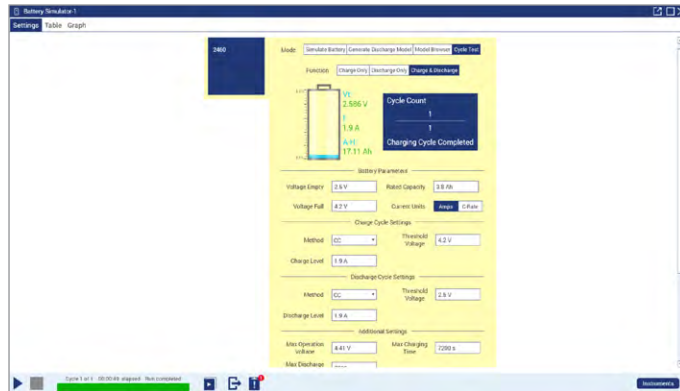 Battery Simulator-1
Settings Table Graph
2460
Mode Simulate Battery Generate Discharge Model Model Browser Cycle Test
Function Charge Only Discharge Only Charge & Discharge
Vt:
2.586 V
I:
1.9 A
A-H:
17.11 Ah
Cycle Count
1
1
Charging Cycle Completed
Battery Parameters
Voltage Empty 2.6 V Rated Capacity 3.8 Ah
Voltage Full 4.2 V Current Units Amps C-Rate
Charge Cycle Settings
Method CC Threshold Voltage 4.2 V
Charge Level 1.9 A
Discharge Cycle Settings
Method CC Threshold Voltage 2.6 V
Discharge Level 1.9 A
Additional Settings
Max Operation Voltage 4.41 V Max Charging Time 7200 s
Max Discharge
Cycle 1 of 1 elapsed Run completed
Instruments